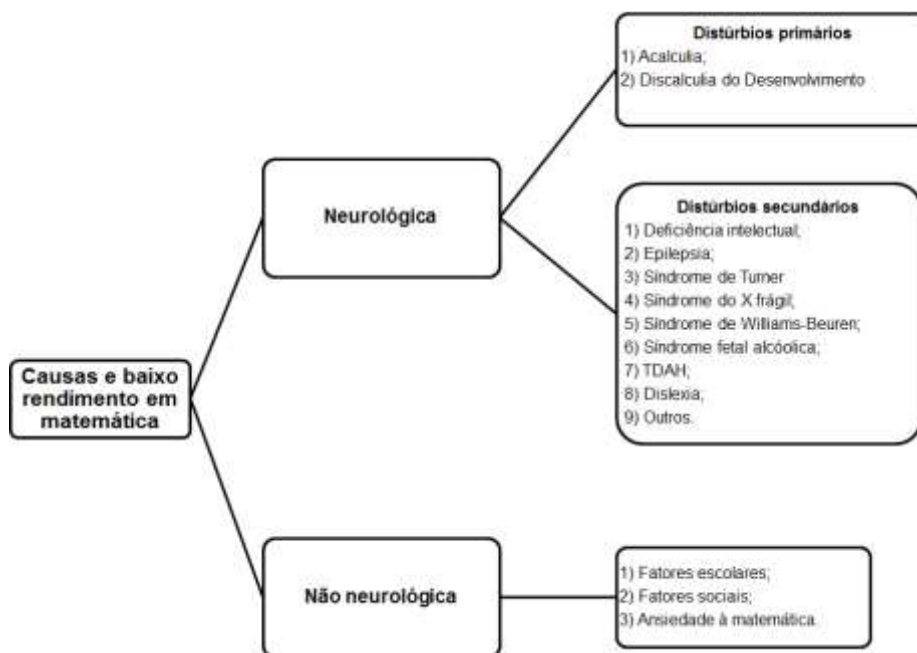 Causas e baixo
rendimento em
matemática
Neurológica
Distúrbios primários
1) Acalculia;
2) Discalculia do Desenvolvimento
Distúrbios secundários
1) Deficiência intelectual;
2) Epilepsia;
3) Síndrome de Turner
4) Síndrome do X frágil;
5) Síndrome de Williams-Beuren;
6) Síndrome fetal alcóolica;
7) TDAH;
8) Dislexia;
9) Outros.
Não neurológica
1) Fatores escolares;
2) Fatores sociais;
3) Ansiedade à matemática.